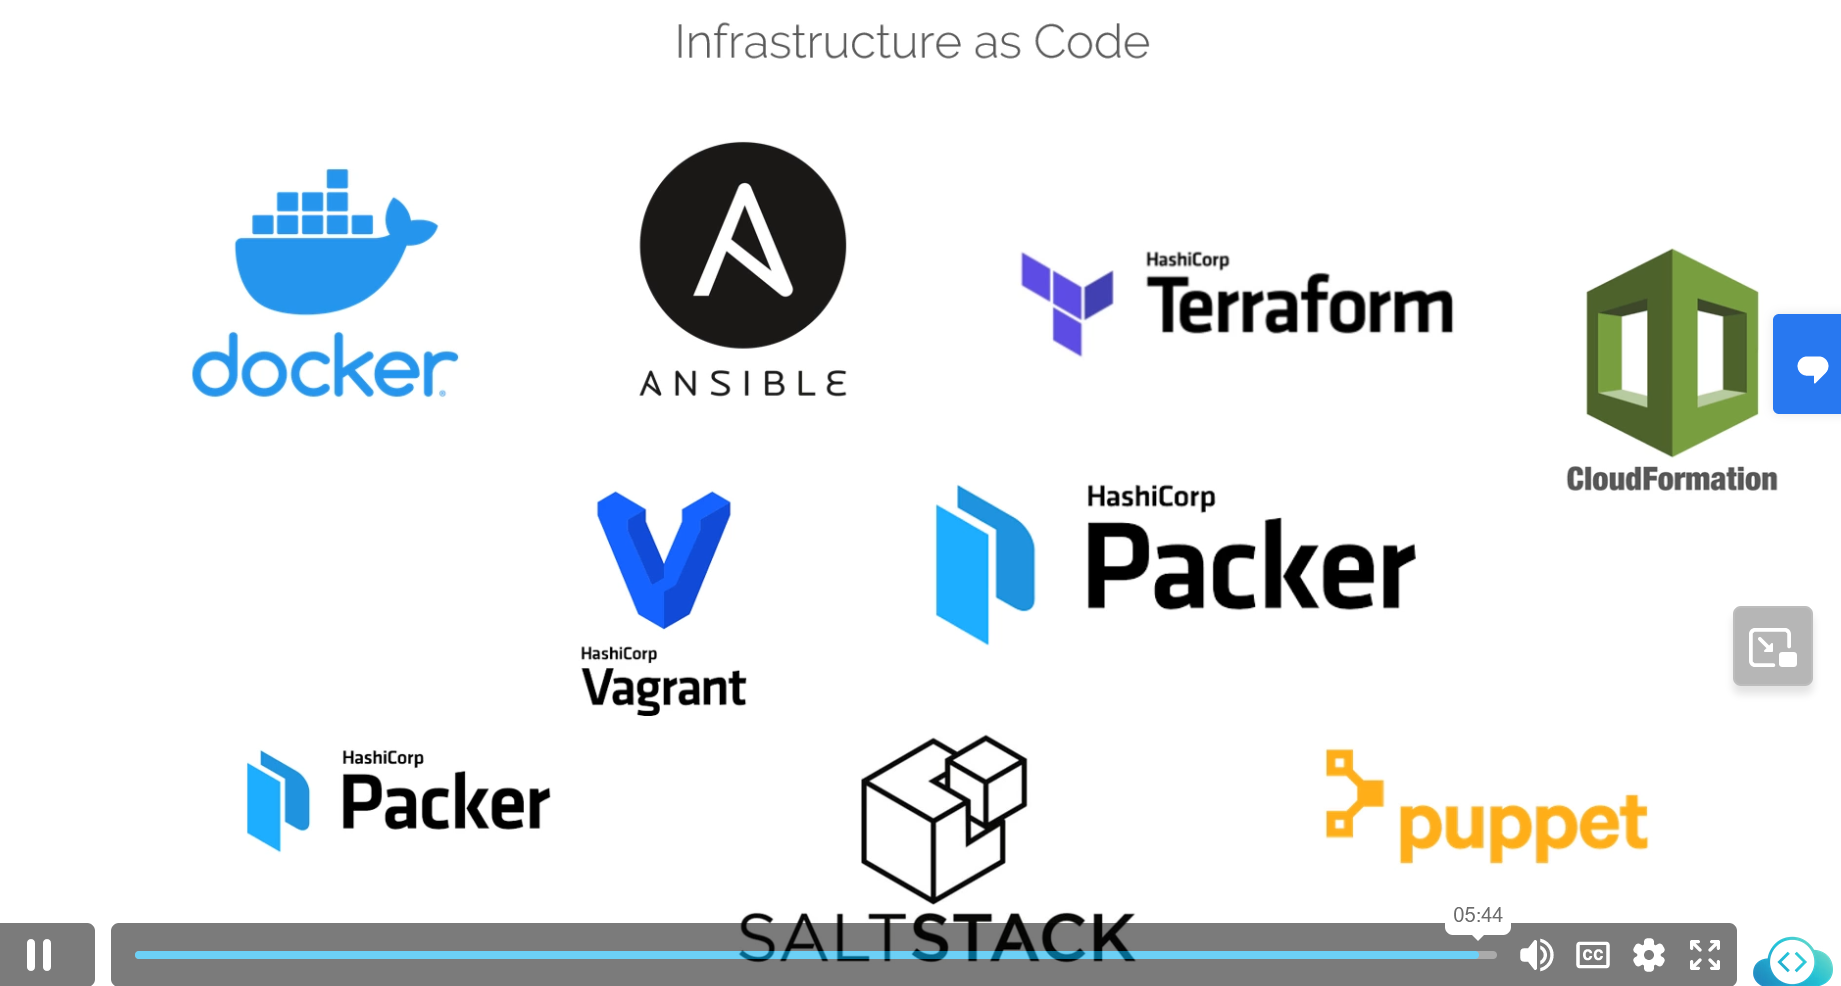 Infrastructure as Code
docker
ANSIBLE
HashiCorp
Terraform
CloudFormation
HashiCorp
Vagrant
HashiCorp
Packer
HashiCorp
Packer
SALTSTACK
puppet
05:44
CC